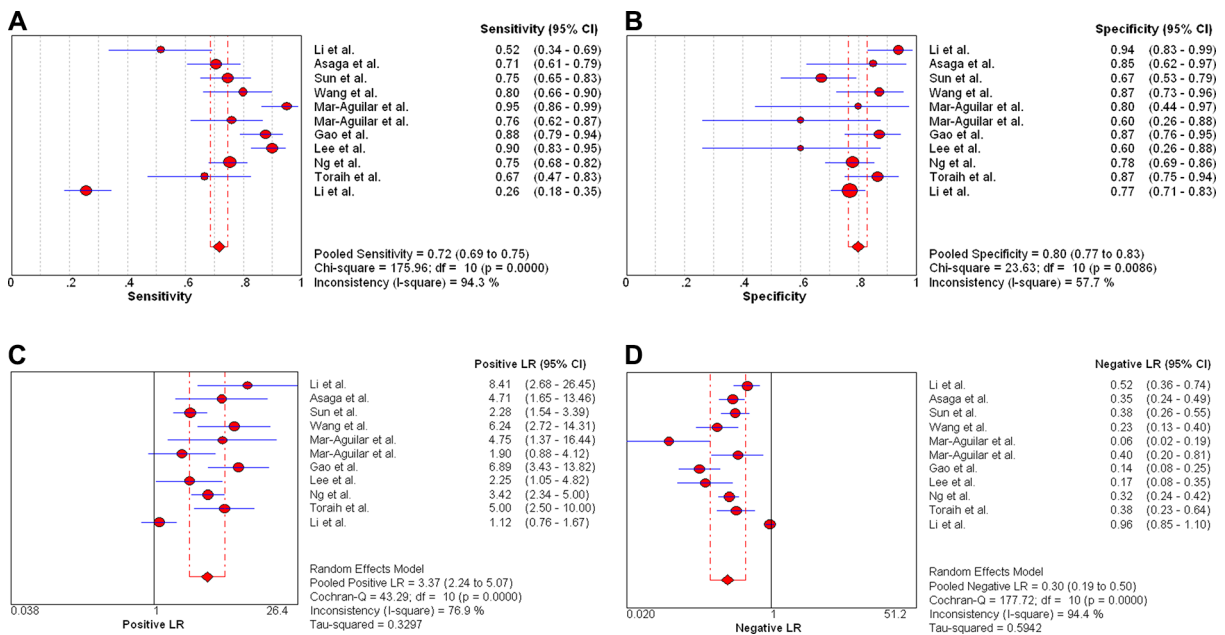 A
Sensitivity (95% CI)
Li et al. 0.52 (0.34 - 0.69)
Asaga et al. 0.71 (0.61 - 0.79)
Sun et al. 0.75 (0.65 - 0.83)
Wang et al. 0.80 (0.66 - 0.90)
Mar-Aguilar et al. 0.95 (0.86 - 0.99)
Mar-Aguilar et al. 0.76 (0.62 - 0.87)
Gao et al. 0.88 (0.79 - 0.94)
Lee et al. 0.90 (0.83 - 0.95)
Ng et al. 0.75 (0.68 - 0.82)
Toraih et al. 0.67 (0.47 - 0.83)
Li et al. 0.26 (0.18 - 0.35)
Pooled Sensitivity = 0.72 (0.69 to 0.75)
Chi-square = 175.96; df = 10 (p = 0.0000)
Inconsistency (I-square) = 94.3 %
0 .2 .4 .6 .8 1
Sensitivity
B
Specificity (95% CI)
Li et al. 0.94 (0.83 - 0.99)
Asaga et al. 0.85 (0.62 - 0.97)
Sun et al. 0.67 (0.53 - 0.79)
Wang et al. 0.87 (0.73 - 0.96)
Mar-Aguilar et al. 0.80 (0.44 - 0.97)
Mar-Aguilar et al. 0.60 (0.26 - 0.88)
Gao et al. 0.87 (0.76 - 0.95)
Lee et al. 0.60 (0.26 - 0.88)
Ng et al. 0.78 (0.69 - 0.86)
Toraih et al. 0.87 (0.75 - 0.94)
Li et al. 0.77 (0.71 - 0.83)
Pooled Specificity = 0.80 (0.77 to 0.83)
Chi-square = 23.63; df = 10 (p = 0.0086)
Inconsistency (I-square) = 57.7 %
0 .2 .4 .6 .8 1
Specificity
C
Positive LR (95% CI)
Li et al. 8.41 (2.68 - 26.45)
Asaga et al. 4.71 (1.65 - 13.46)
Sun et al. 2.28 (1.54 - 3.39)
Wang et al. 6.24 (2.72 - 14.31)
Mar-Aguilar et al. 4.75 (1.37 - 16.44)
Mar-Aguilar et al. 1.90 (0.88 - 4.12)
Gao et al. 6.89 (3.43 - 13.82)
Lee et al. 2.25 (1.05 - 4.82)
Ng et al. 3.42 (2.34 - 5.00)
Toraih et al. 5.00 (2.50 - 10.00)
Li et al. 1.12 (0.76 - 1.67)
Random Effects Model
Pooled Positive LR = 3.37 (2.24 to 5.07)
Cochran-Q = 43.29; df = 10 (p = 0.0000)
Inconsistency (I-square) = 76.9 %
Tau-squared = 0.3297
0.038 1 26.4
Positive LR
D
Negative LR (95% CI)
Li et al. 0.52 (0.36 - 0.74)
Asaga et al. 0.35 (0.24 - 0.49)
Sun et al. 0.38 (0.26 - 0.55)
Wang et al. 0.23 (0.13 - 0.40)
Mar-Aguilar et al. 0.06 (0.02 - 0.19)
Mar-Aguilar et al. 0.40 (0.20 - 0.81)
Gao et al. 0.14 (0.08 - 0.25)
Lee et al. 0.17 (0.08 - 0.35)
Ng et al. 0.32 (0.24 - 0.42)
Toraih et al. 0.38 (0.23 - 0.64)
Li et al. 0.96 (0.85 - 1.10)
Random Effects Model
Pooled Negative LR = 0.30 (0.19 to 0.50)
Cochran-Q = 177.72; df = 10 (p = 0.0000)
Inconsistency (I-square) = 94.4 %
Tau-squared = 0.5942
0.020 1 51.2
Negative LR